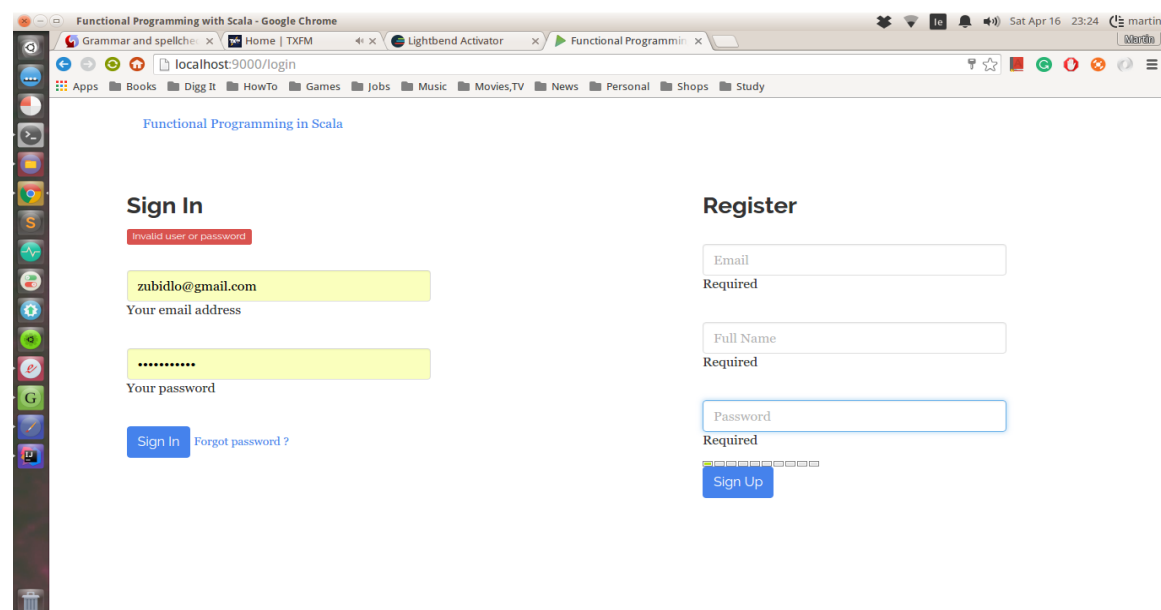 Functional Programming with Scala - Google Chrome
Ie
Sat Apr 16 23:24
martin
Grammar and spellchec
Home | TXFM
Lightbend Activator
Functional Programmin
Martin
localhost:9000/login
Apps Books Digg It HowTo Games Jobs Music Movies,TV News Personal Shops Study
Functional Programming in Scala
Sign In
Invalid user or password
zubidlo@gmail.com
Your email address
•••••••••••
Your password
Sign In Forgot password ?
Register
Email
Required
Full Name
Required
Password
Required
Sign Up